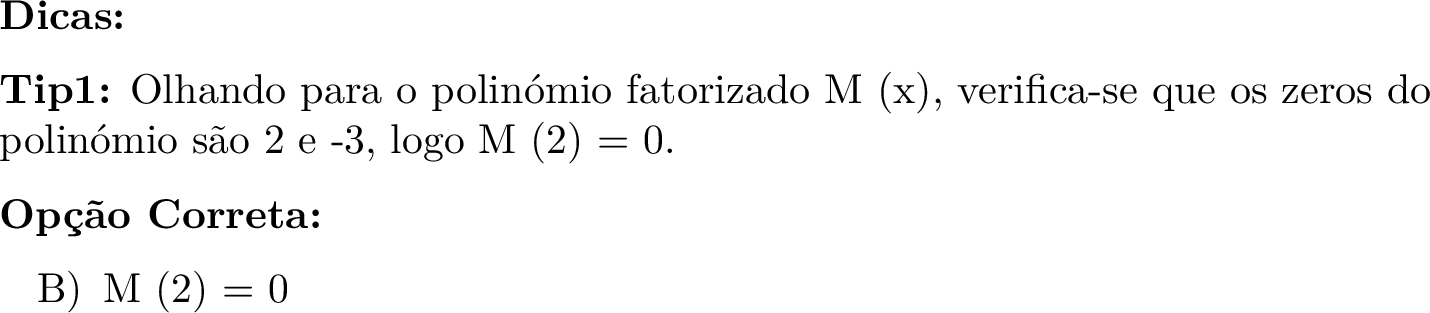 Dicas:
Tip1: Olhando para o polinómio fatorizado M (x), verifica-se que os zeros do
polinómio são 2 e -3, logo M (2) = 0.
Opção Correta:
B) M (2) = 0